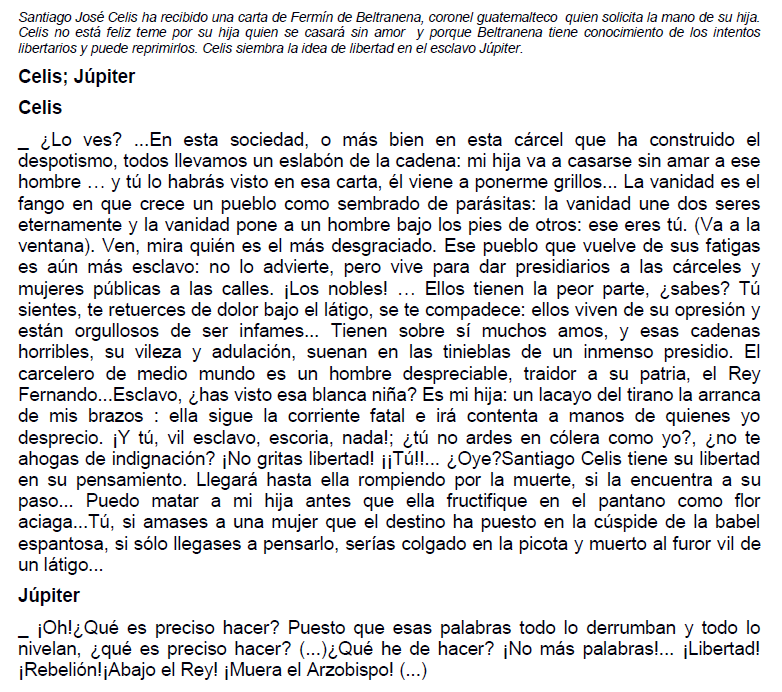 Santiago José Celis ha recibido una carta de Fermín de Beltranena, coronel guatemalteco  quien solicita la mano de su hija.
Celis no está feliz teme por su hija quien se casará sin amor  y porque Beltranena tiene conocimiento de los intentos
libertarios y puede reprimirlos. Celis siembra la idea de libertad en el esclavo Júpiter.
Celis; Júpiter
Celis
_ ¿Lo ves? ...En esta sociedad, o más bien en esta cárcel que ha construido el
despotismo, todos llevamos un eslabón de la cadena: mi hija va a casarse sin amar a ese
hombre … y tú lo habrás visto en esa carta, él viene a ponerme grillos... La vanidad es el
fango en que crece un pueblo como sembrado de parásitas: la vanidad une dos seres
eternamente y la vanidad pone a un hombre bajo los pies de otros: ese eres tú. (Va a la
ventana). Ven, mira quién es el más desgraciado. Ese pueblo que vuelve de sus fatigas
es aún más esclavo: no lo advierte, pero vive para dar presidiarios a las cárceles y
mujeres públicas a las calles. ¡Los nobles! … Ellos tienen la peor parte, ¿sabes? Tú
sientes, te retuerces de dolor bajo el látigo, se te compadece: ellos viven de su opresión y
están orgullosos de ser infames... Tienen sobre sí muchos amos, y esas cadenas
horribles, su vileza y adulación, suenan en las tinieblas de un inmenso presidio. El
carcelero de medio mundo es un hombre despreciable, traidor a su patria, el Rey
Fernando...Esclavo, ¿has visto esa blanca niña? Es mi hija: un lacayo del tirano la arranca
de mis brazos : ella sigue la corriente fatal e irá contenta a manos de quienes yo
desprecio. ¡Y tú, vil esclavo, escoria, nada!; ¿tú no ardes en cólera como yo?, ¿no te
ahogas de indignación? ¡No gritas libertad! ¡¡Tú!!... ¿Oye?Santiago Celis tiene su libertad
en su pensamiento. Llegará hasta ella rompiendo por la muerte, si la encuentra a su
paso... Puedo matar a mi hija antes que ella fructifique en el pantano como flor
aciaga...Tú, si amases a una mujer que el destino ha puesto en la cúspide de la babel
espantosa, si sólo llegases a pensarlo, serías colgado en la picota y muerto al furor vil de
un látigo...
Júpiter
_ ¡Oh!¿Qué es preciso hacer? Puesto que esas palabras todo lo derrumban y todo lo
nivelan, ¿qué es preciso hacer? (...)¿Qué he de hacer? ¡No más palabras!... ¡Libertad!
¡Rebelión!¡Abajo el Rey! ¡Muera el Arzobispo! (...)